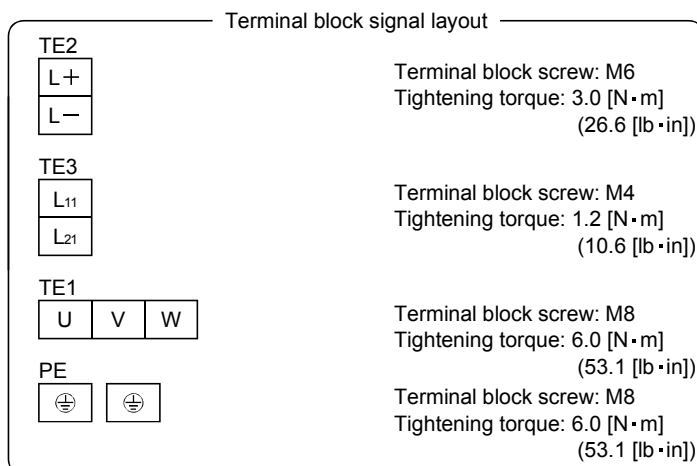 Terminal block signal layout
TE2
L+
L−
Terminal block screw: M6
Tightening torque: 3.0 [N▪m]
(26.6 [lb▪in])
TE3
L11
L21
Terminal block screw: M4
Tightening torque: 1.2 [N▪m]
(10.6 [lb▪in])
TE1
U V W
Terminal block screw: M8
Tightening torque: 6.0 [N▪m]
(53.1 [lb▪in])
PE
Terminal block screw: M8
Tightening torque: 6.0 [N▪m]
(53.1 [lb▪in])